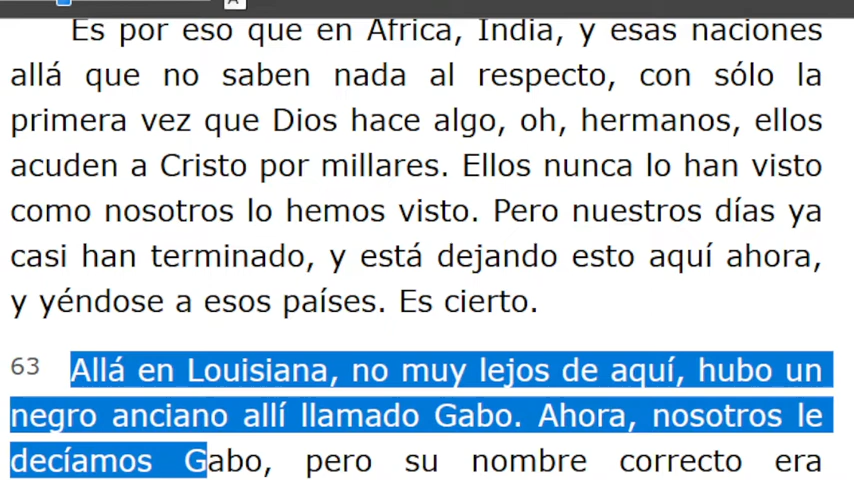 Es por eso que en África, India, y esas naciones
allá que no saben nada al respecto, con sólo la
primera vez que Dios hace algo, oh, hermanos, ellos
acuden a Cristo por millares. Ellos nunca lo han visto
como nosotros lo hemos visto. Pero nuestros días ya
casi han terminado, y está dejando esto aquí ahora,
y yéndose a esos países. Es cierto.
63 Allá en Louisiana, no muy lejos de aquí, hubo un
negro anciano allí llamado Gabo. Ahora, nosotros le
decíamos Gabo, pero su nombre correcto era